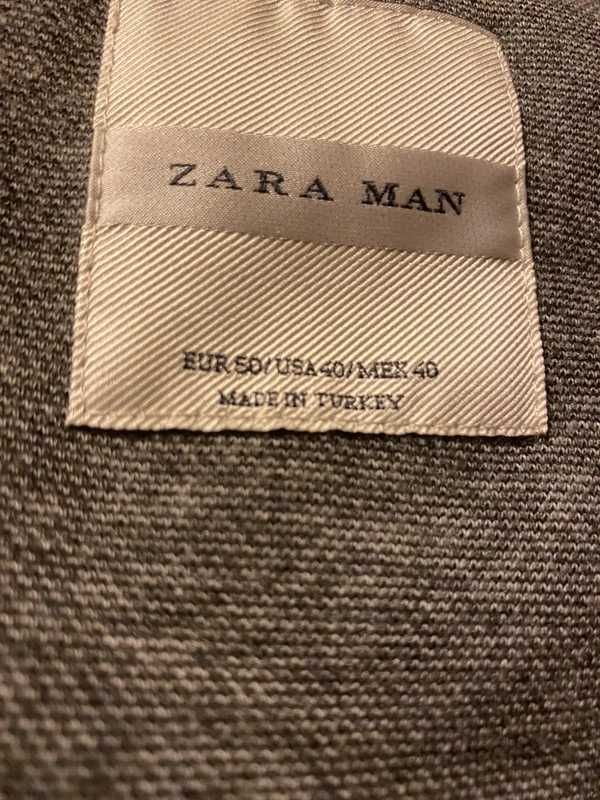 ZARA MAN
EUR 50/USA 40/MEX 40
MADE IN TURKEY